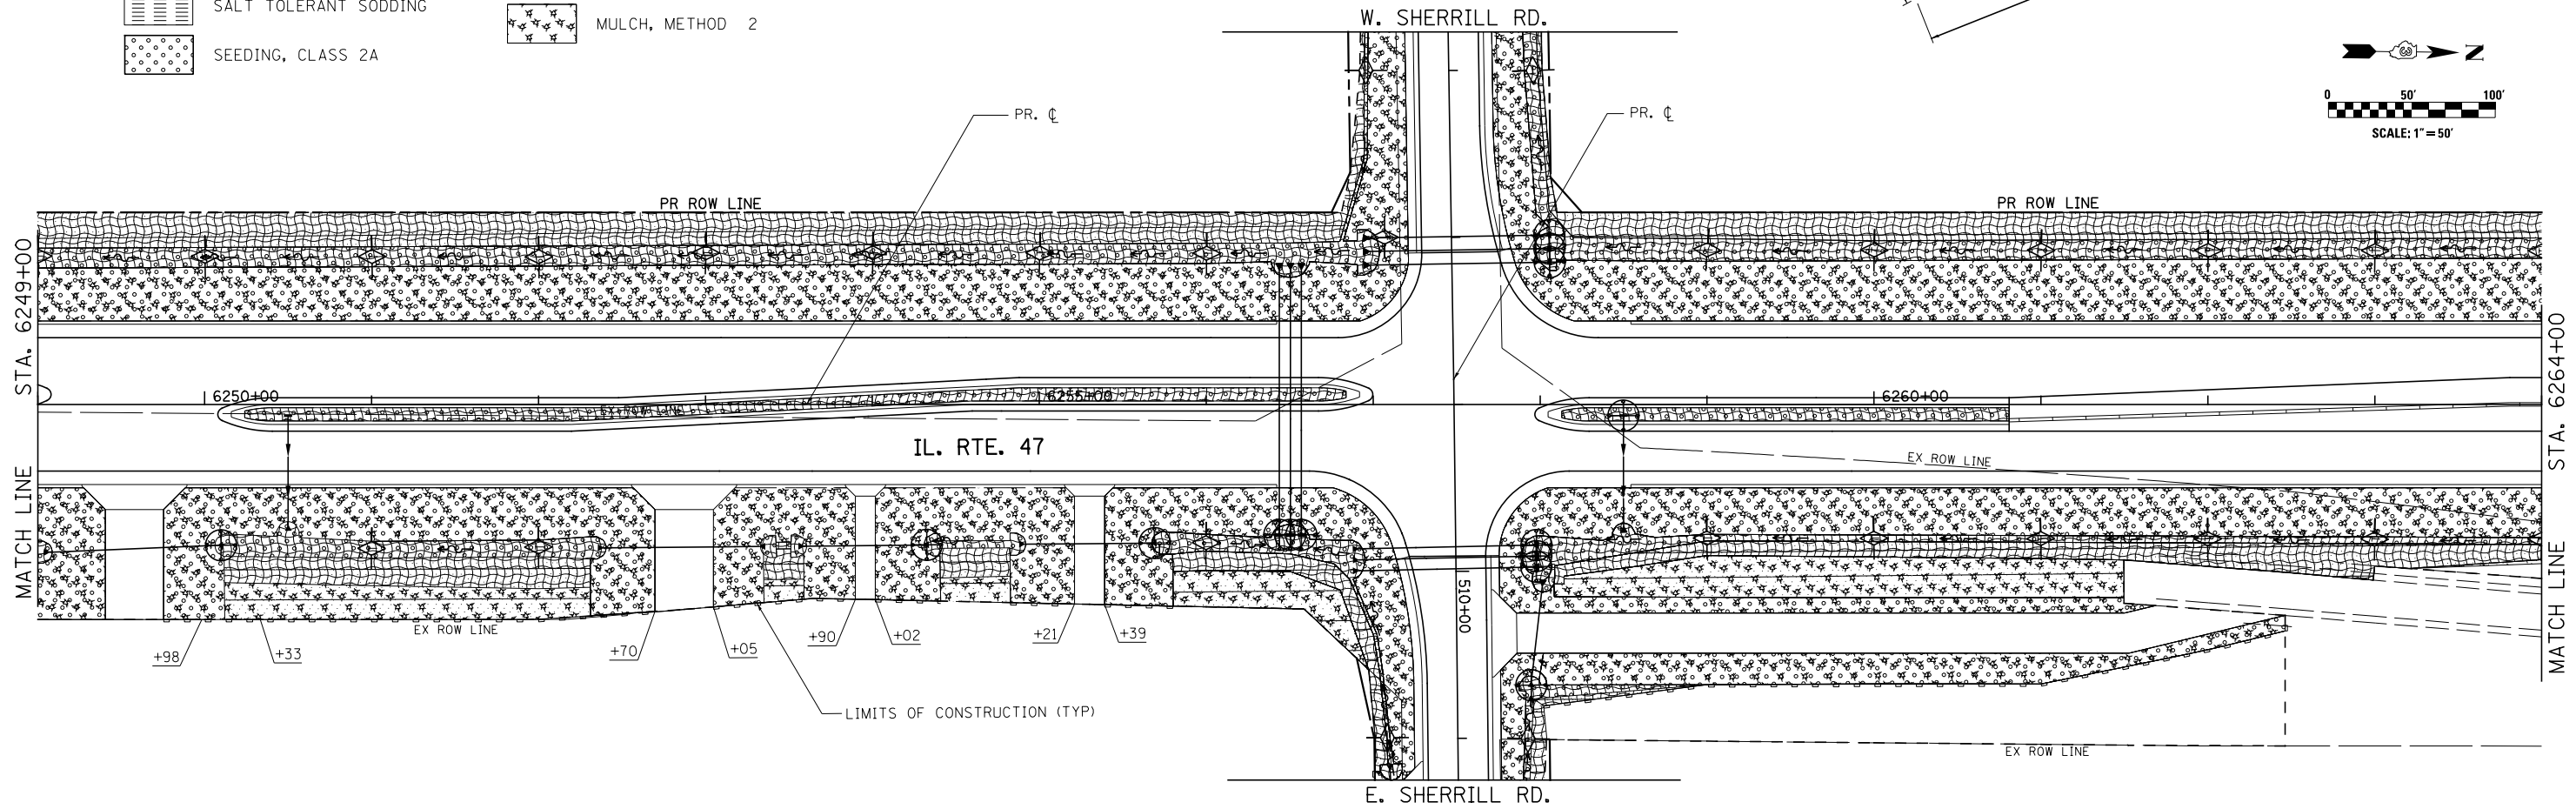 SALT TOLERANT SODDING
MULCH, METHOD 2
SEEDING, CLASS 2A
W. SHERRILL RD.
N
0 50' 100'
SCALE: 1" = 50'
PR. ℄
PR. ℄
PR ROW LINE
PR ROW LINE
MATCH LINE STA. 6249+00
MATCH LINE STA. 6264+00
6250+00
EX ROW LINE
6255+00
6260+00
IL. RTE. 47
EX ROW LINE
510+00
EX ROW LINE
+98
+33
+70
+05
+90
+02
+21
+39
LIMITS OF CONSTRUCTION (TYP)
EX ROW LINE
E. SHERRILL RD.